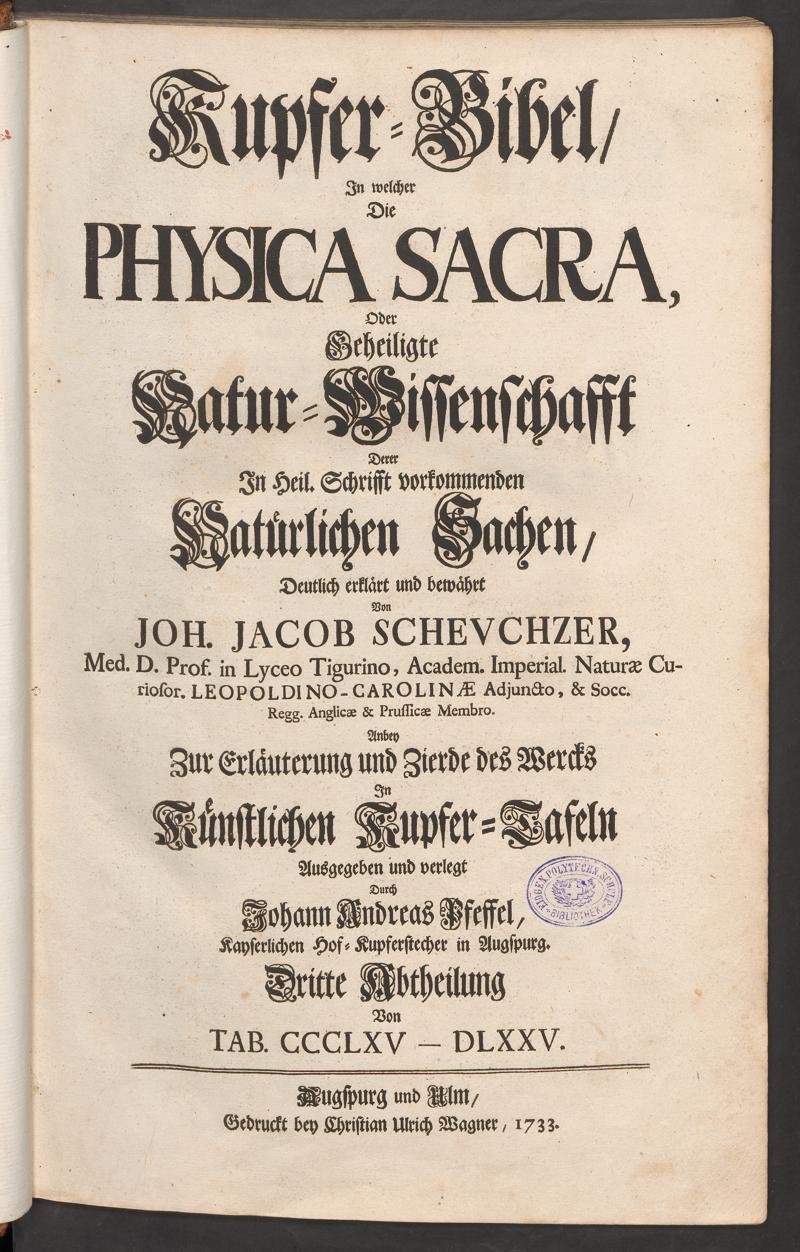 Kupfer-Bibel/
In welcher
Die
PHYSICA SACRA,
Oder
Geheiligte
Natur-Wissenschafft
Derer
In Heil. Schrifft vorkommenden
Natürlichen Sachen/
Deutlich erklärt und bewährt
Von
JOH. JACOB SCHEVCHZER,
Med. D. Prof. in Lyceo Tigurino, Academ. Imperial. Naturæ Cu-
riosor. LEOPOLDINO-CAROLINÆ Adjuncto, & Socc.
Regg. Anglicæ & Prussicæ Membro.
Anbey
Zur Erläuterung und Zierde des Wercks
In
Künstlichen Kupfer-Tafeln
Ausgegeben und verlegt
Durch
Johann Andreas Pfeffel,
Kayserlichen Hof-Kupferstecher in Augspurg.
Dritte Abtheilung
Von
TAB. CCCLXV — DLXXV.
Augspurg und Ulm/
Gedruckt bey Christian Ulrich Wagner, 1733.
EIDGEN. POLYTECHN. SCHULE
BIBLIOTHEK